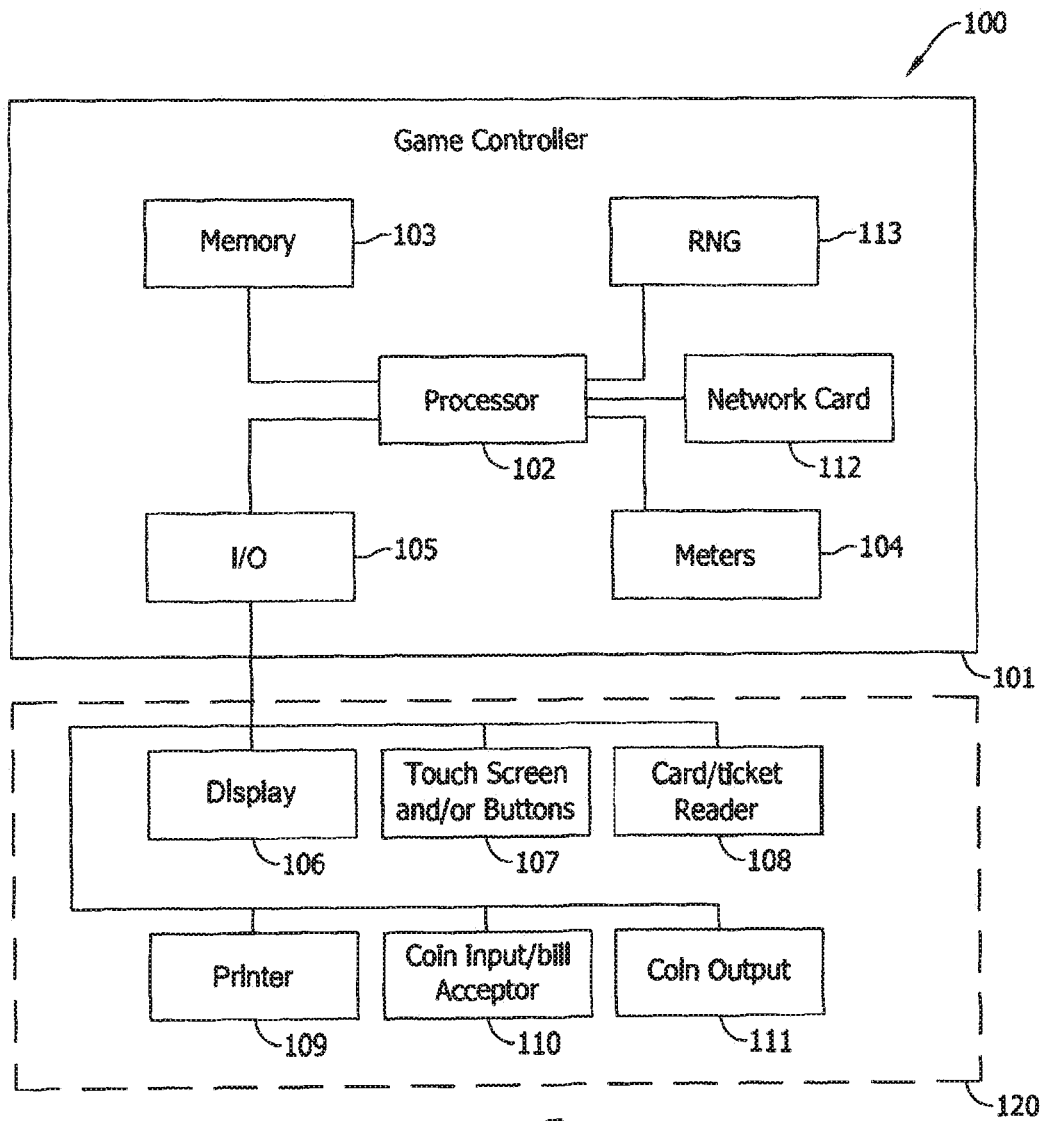 100
Game Controller
Memory
103
RNG
113
Processor
102
Network Card
112
I/O
105
Meters
104
101
Display
106
Touch Screen
and/or Buttons
107
Card/ticket
Reader
108
Printer
109
Coin Input/bill
Acceptor
110
Coin Output
111
120